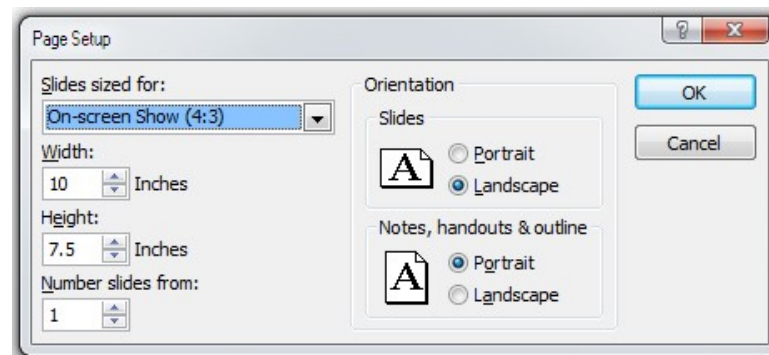 Page Setup
Slides sized for:
On-screen Show (4:3)
Width:
10 Inches
Height:
7.5 Inches
Number slides from:
1
Orientation
Slides
A
Portrait
Landscape
Notes, handouts & outline
A
Portrait
Landscape
OK
Cancel